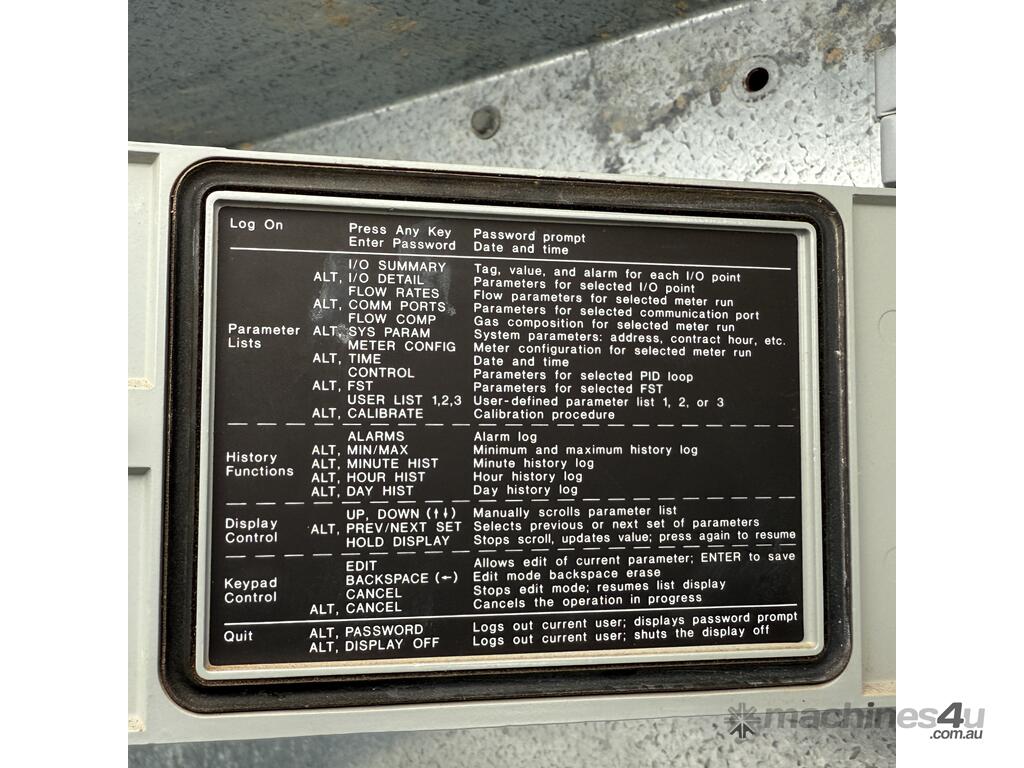 Log On Press Any Key Password prompt
Enter Password Date and time
I/O SUMMARY Tag, value, and alarm for each I/O point
ALT, I/O DETAIL Parameters for selected I/O point
FLOW RATES Flow parameters for selected meter run
ALT, COMM PORTS Parameters for selected communication port
FLOW COMP Gas composition for selected meter run
Parameter Lists ALT, SYS PARAM System parameters: address, contract hour, etc.
METER CONFIG Meter configuration for selected meter run
ALT, TIME Date and time
CONTROL Parameters for selected PID loop
ALT, FST Parameters for selected FST
USER LIST 1,2,3 User-defined parameter list 1, 2, or 3
ALT, CALIBRATE Calibration procedure
ALARMS Alarm log
ALT, MIN/MAX Minimum and maximum history log
History Functions ALT, MINUTE HIST Minute history log
ALT, HOUR HIST Hour history log
ALT, DAY HIST Day history log
UP, DOWN (↑↓) Manually scrolls parameter list
Display Control ALT, PREV/NEXT SET Selects previous or next set of parameters
HOLD DISPLAY Stops scroll, updates value; press again to resume
EDIT Allows edit of current parameter; ENTER to save
Keypad Control BACKSPACE (←) Edit mode backspace erase
CANCEL Stops edit mode; resumes list display
ALT, CANCEL Cancels the operation in progress
Quit ALT, PASSWORD Logs out current user; displays password prompt
ALT, DISPLAY OFF Logs out current user; shuts the display off
machines4u
.com.au